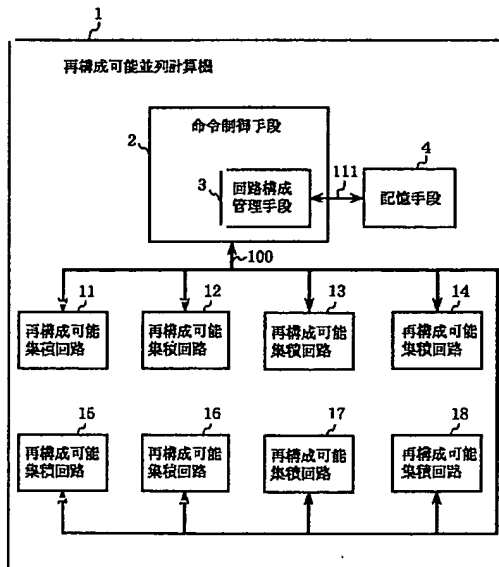 1
再構成可能並列計算機
命令制御手段
2
3
回路構成
管理手段
111
4
記憶手段
100
11
再構成可能
集積回路
12
再構成可能
集積回路
13
再構成可能
集積回路
14
再構成可能
集積回路
15
再構成可能
集積回路
16
再構成可能
集積回路
17
再構成可能
集積回路
18
再構成可能
集積回路